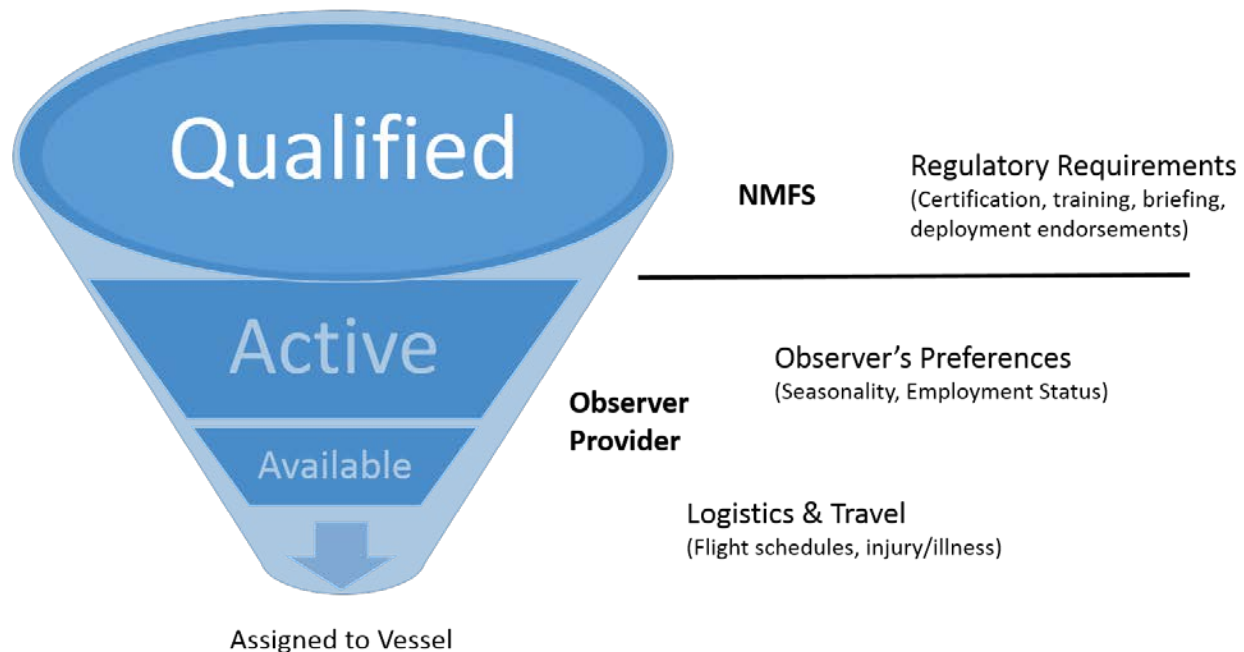 Qualified
NMFS
Regulatory Requirements
(Certification, training, briefing,
deployment endorsements)
Active
Observer's Preferences
(Seasonality, Employment Status)
Observer
Provider
Available
Logistics & Travel
(Flight schedules, injury/illness)
Assigned to Vessel